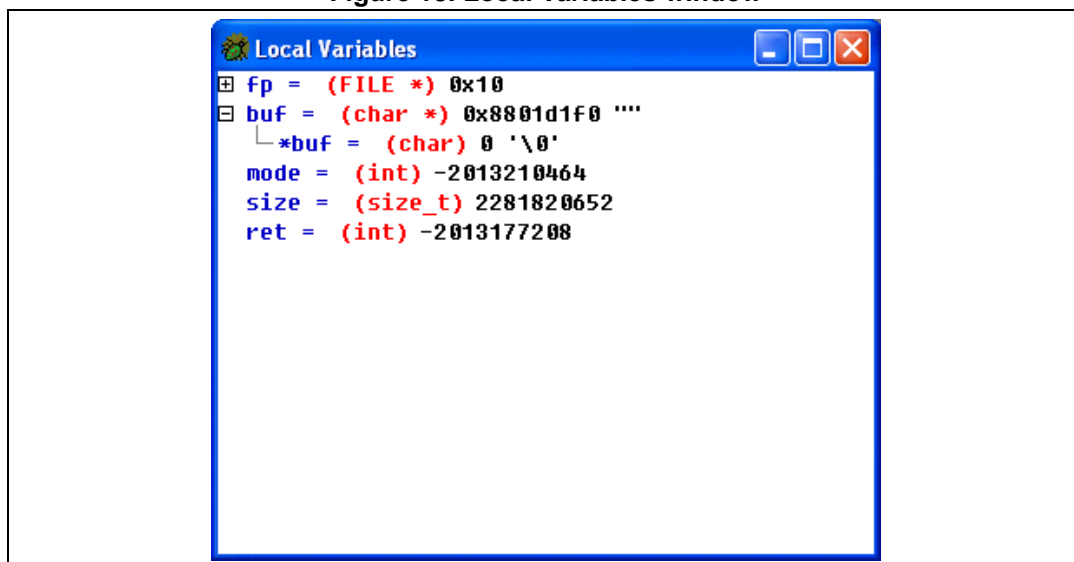 Local Variables
fp = (FILE *) 0x10
buf = (char *) 0x8801d1f0 ""
*buf = (char) 0 '\0'
mode = (int) -2013210464
size = (size_t) 2281820652
ret = (int) -2013177208